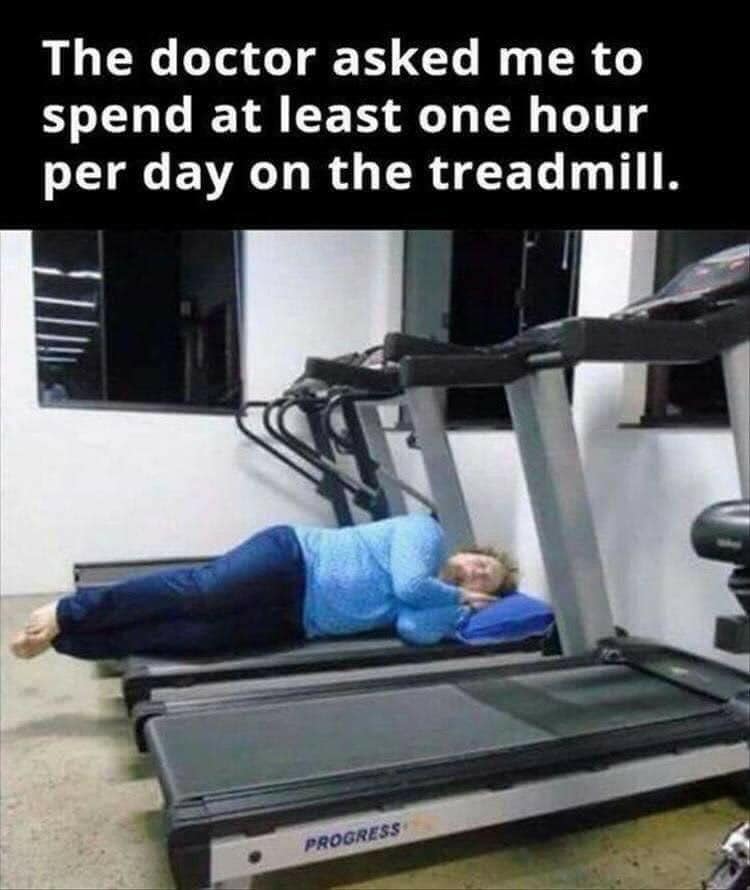 The doctor asked me to
spend at least one hour
per day on the treadmill.
PROGRESS